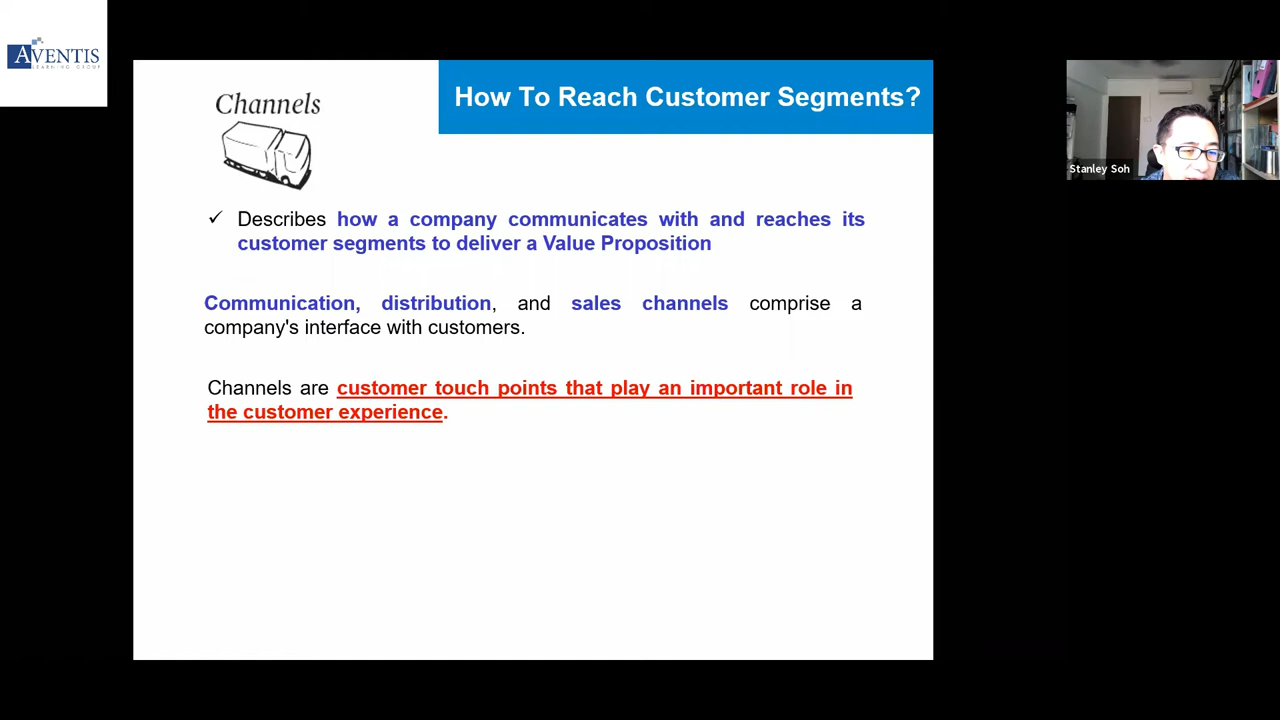 AVENTIS
LEARNING GROUP
Channels
How To Reach Customer Segments?
Stanley Soh
✓ Describes how a company communicates with and reaches its
customer segments to deliver a Value Proposition
Communication, distribution, and sales channels comprise a
company's interface with customers.
Channels are customer touch points that play an important role in
the customer experience.